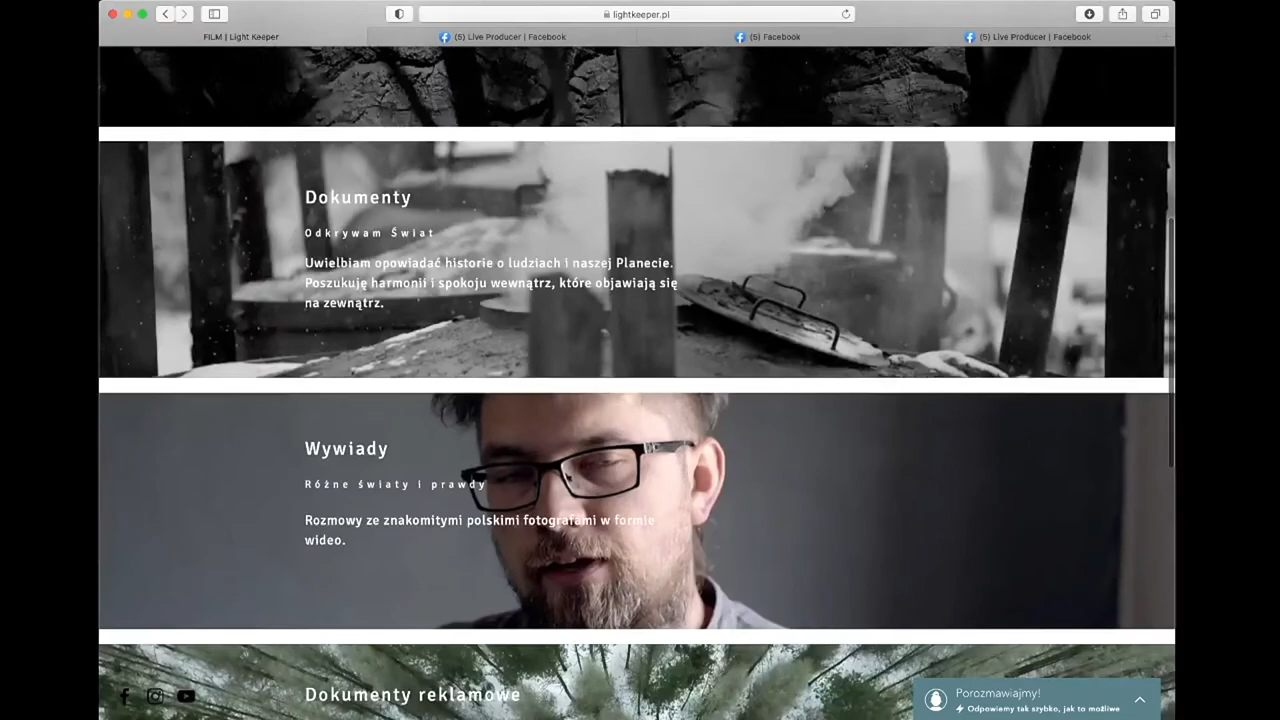 lightkeeper.pl
FILM | Light Keeper
(5) Live Producer | Facebook
(5) Facebook
(5) Live Producer | Facebook
Dokumenty
Odkrywam Świat
Uwielbiam opowiadać historie o ludziach i naszej Planecie.
Poszukuję harmonii i spokoju wewnątrz, które objawiają się
na zewnątrz.
Wywiady
Różne światy i prawdy
Rozmowy ze znakomitymi polskimi fotografami w formie
wideo.
Dokumenty reklamowe
Porozmawiajmy!
Odpowiemy tak szybko, jak to możliwe